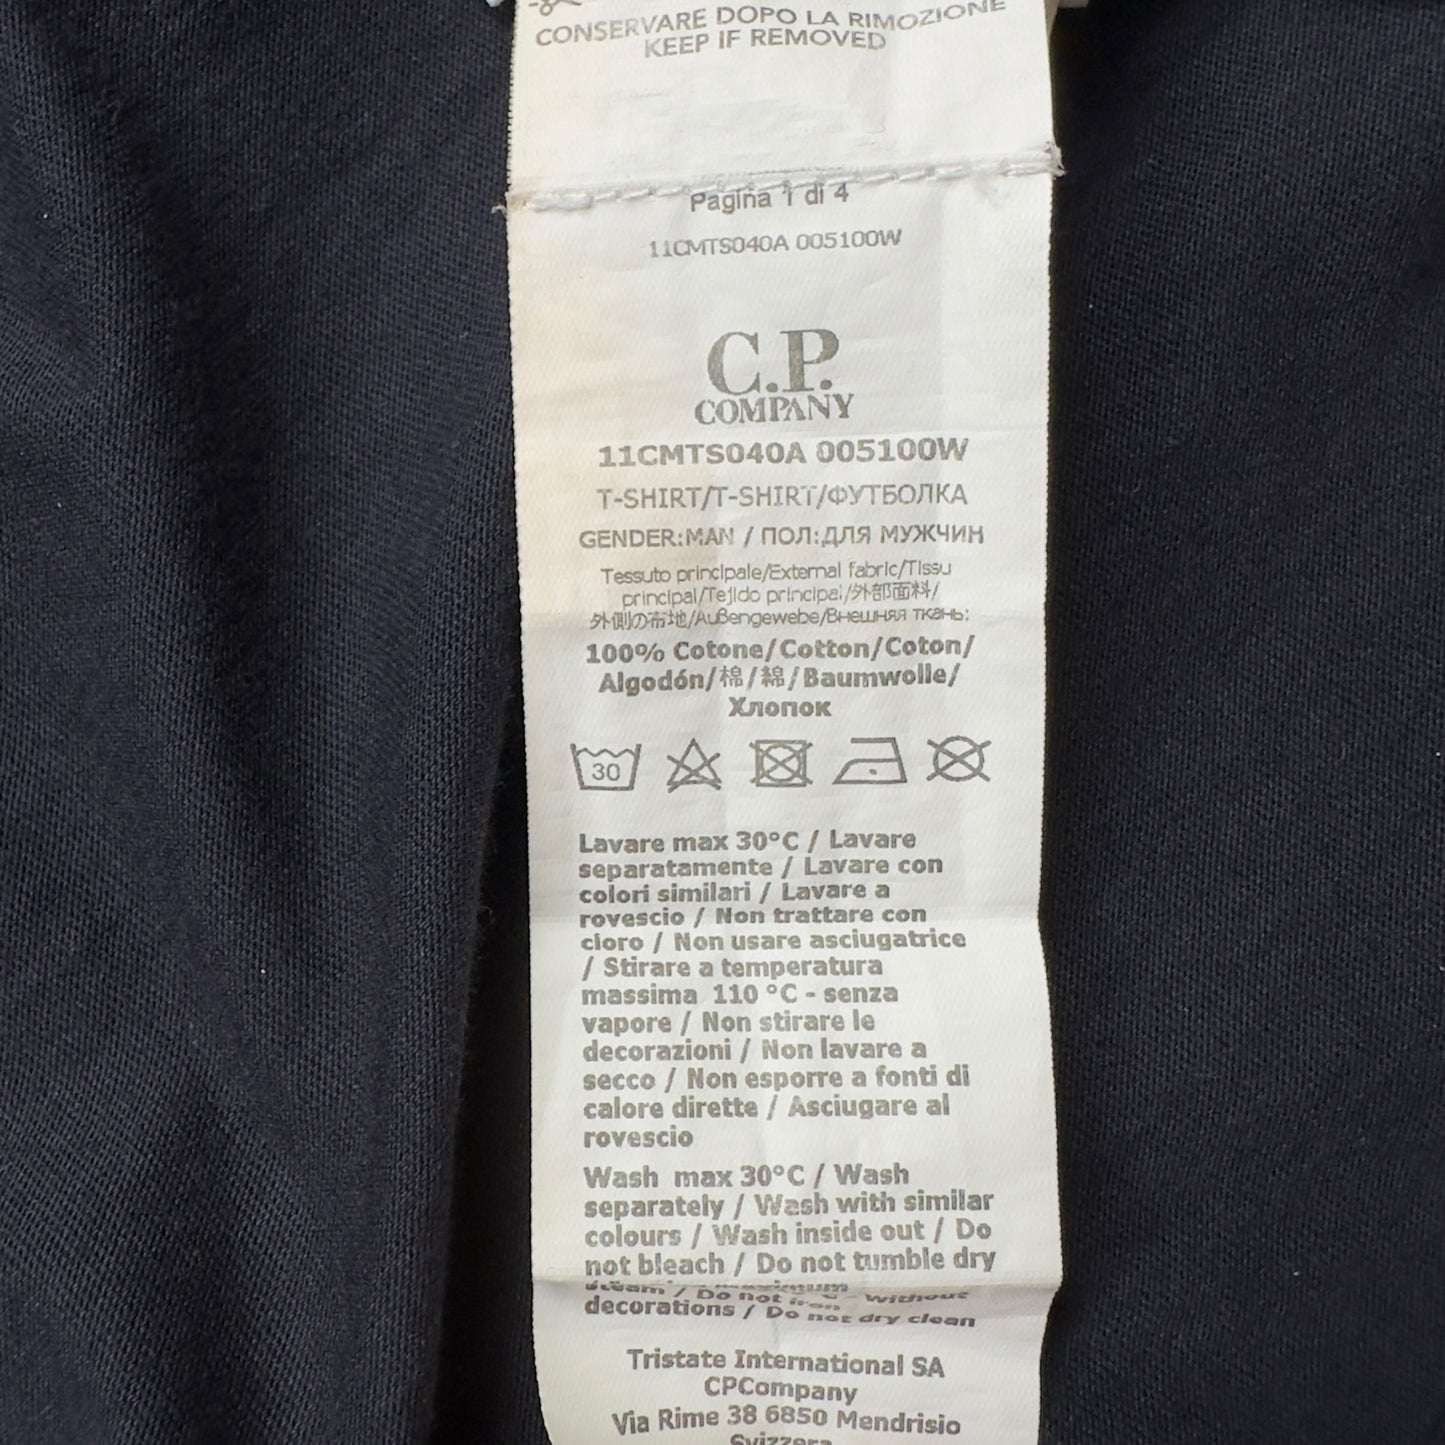 CONSERVARE DOPO LA RIMOZIONE
KEEP IF REMOVED
Pagina 1 di 4
11CMTS040A 005100W
C.P.
COMPANY
11CMTS040A 005100W
T-SHIRT/T-SHIRT/ФУТБОЛКА
GENDER:MAN / ПОЛ:ДЛЯ МУЖЧИН
Tessuto principale/External fabric/Tissu
principal/Tejido principal/外部面料/
外側の布地/Außengewebe/Внешняя ткань:
100% Cotone/Cotton/Coton/
Algodón/棉/綿/Baumwolle/
Хлопок
30
Lavare max 30°C / Lavare
separatamente / Lavare con
colori similari / Lavare a
rovescio / Non trattare con
cloro / Non usare asciugatrice
/ Stirare a temperatura
massima 110 °C - senza
vapore / Non stirare le
decorazioni / Non lavare a
secco / Non esporre a fonti di
calore dirette / Asciugare al
rovescio
Wash max 30°C / Wash
separately / Wash with similar
colours / Wash inside out / Do
not bleach / Do not tumble dry
steam / Do not iron - without
decorations / Do not dry clean
Tristate International SA
CPCompany
Via Rime 38 6850 Mendrisio
Svizzera